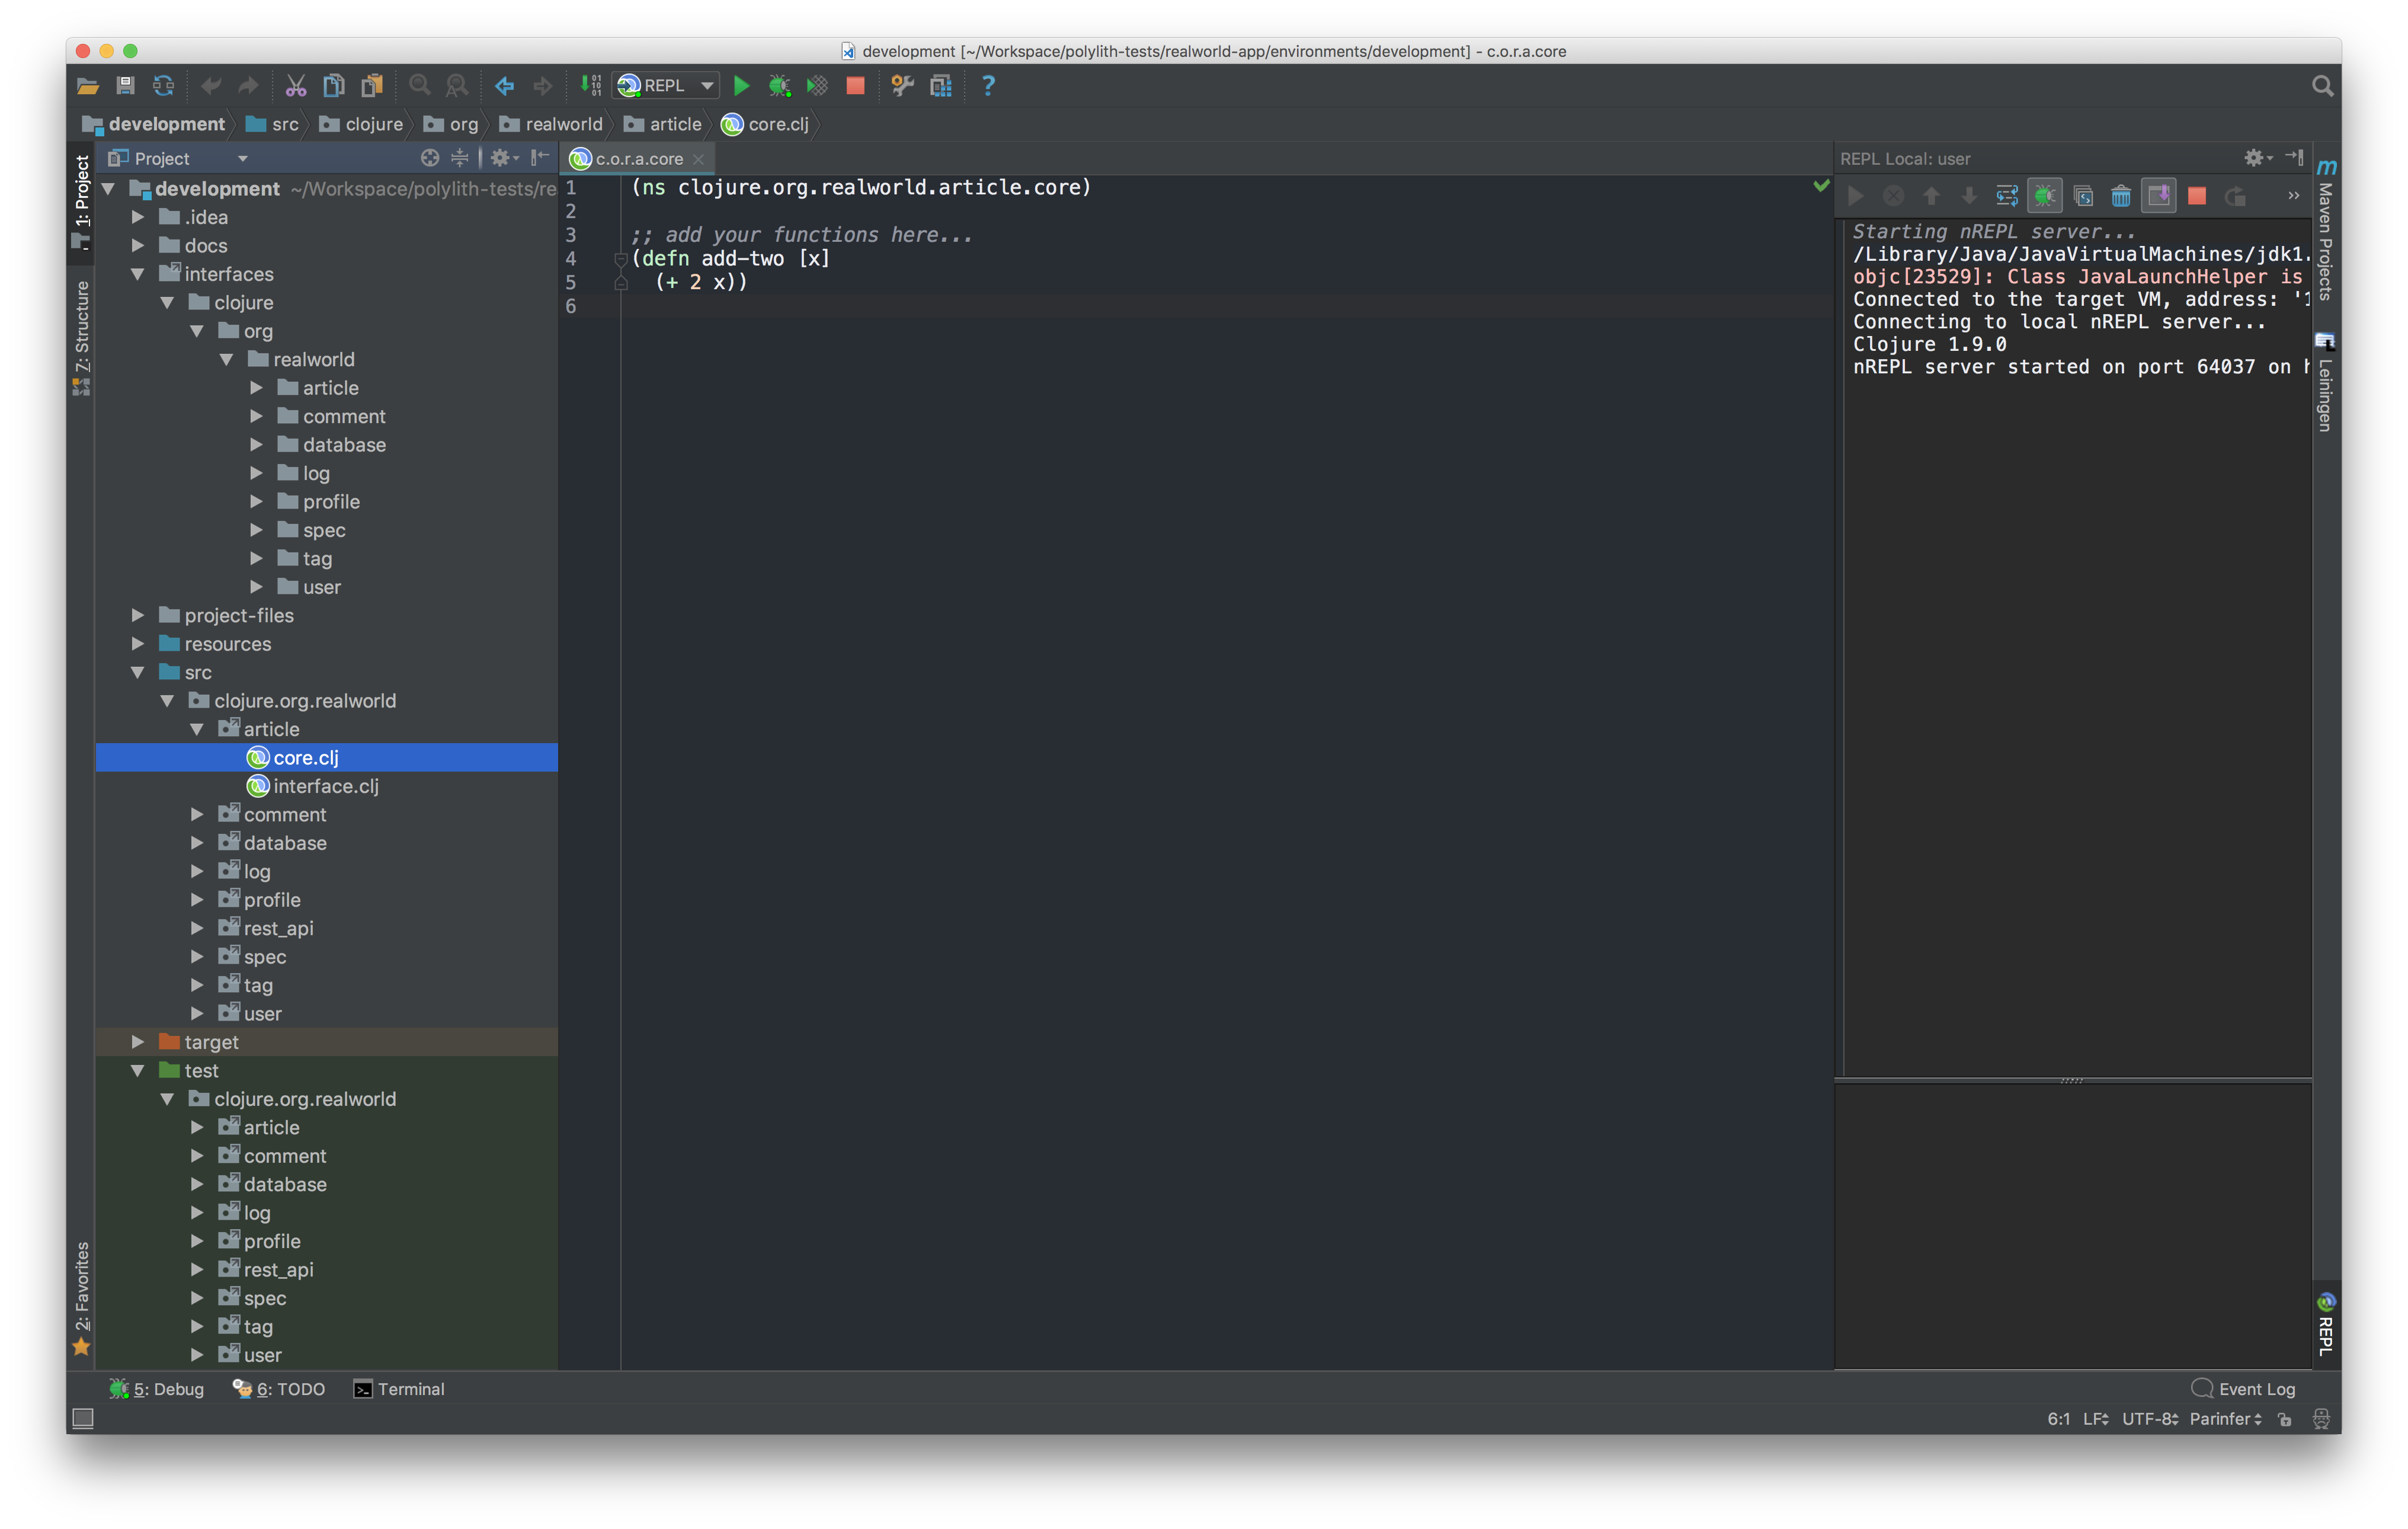 development [~/Workspace/polylith-tests/realworld-app/environments/development] - c.o.r.a.core
REPL
development src clojure org realworld article core.clj
1: Project
7: Structure
2: Favorites
Project
development ~/Workspace/polylith-tests/re
.idea
docs
interfaces
clojure
org
realworld
article
comment
database
log
profile
spec
tag
user
project-files
resources
src
clojure.org.realworld
article
core.clj
interface.clj
comment
database
log
profile
rest_api
spec
tag
user
target
test
clojure.org.realworld
article
comment
database
log
profile
rest_api
spec
tag
user
c.o.r.a.core
1 (ns clojure.org.realworld.article.core)
2
3 ;; add your functions here...
4 (defn add-two [x]
5 (+ 2 x))
6
REPL Local: user
Starting nREPL server...
/Library/Java/JavaVirtualMachines/jdk1.
objc[23529]: Class JavaLaunchHelper is
Connected to the target VM, address: '1
Connecting to local nREPL server...
Clojure 1.9.0
nREPL server started on port 64037 on h
Maven Projects
Leiningen
REPL
5: Debug 6: TODO Terminal
Event Log
6:1 LF UTF-8 Parinfer